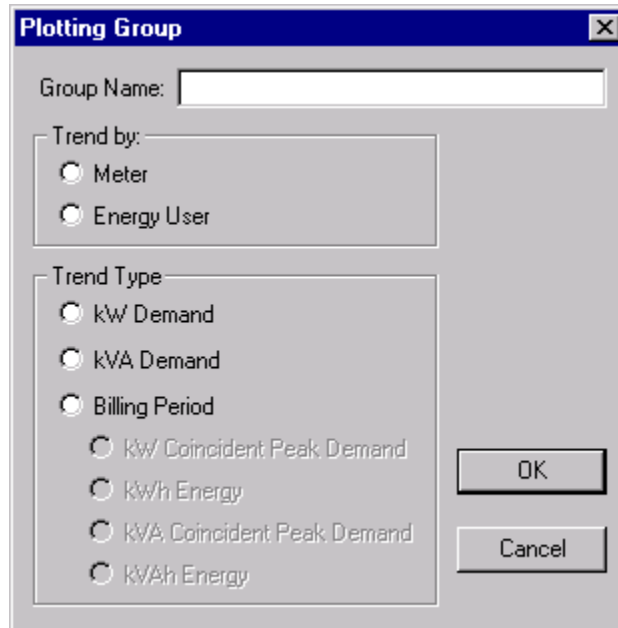 Plotting Group
Group Name:
Trend by:
Meter
Energy User
Trend Type
kW Demand
kVA Demand
Billing Period
kW Coincident Peak Demand
kWh Energy
kVA Coincident Peak Demand
kVAh Energy
OK
Cancel